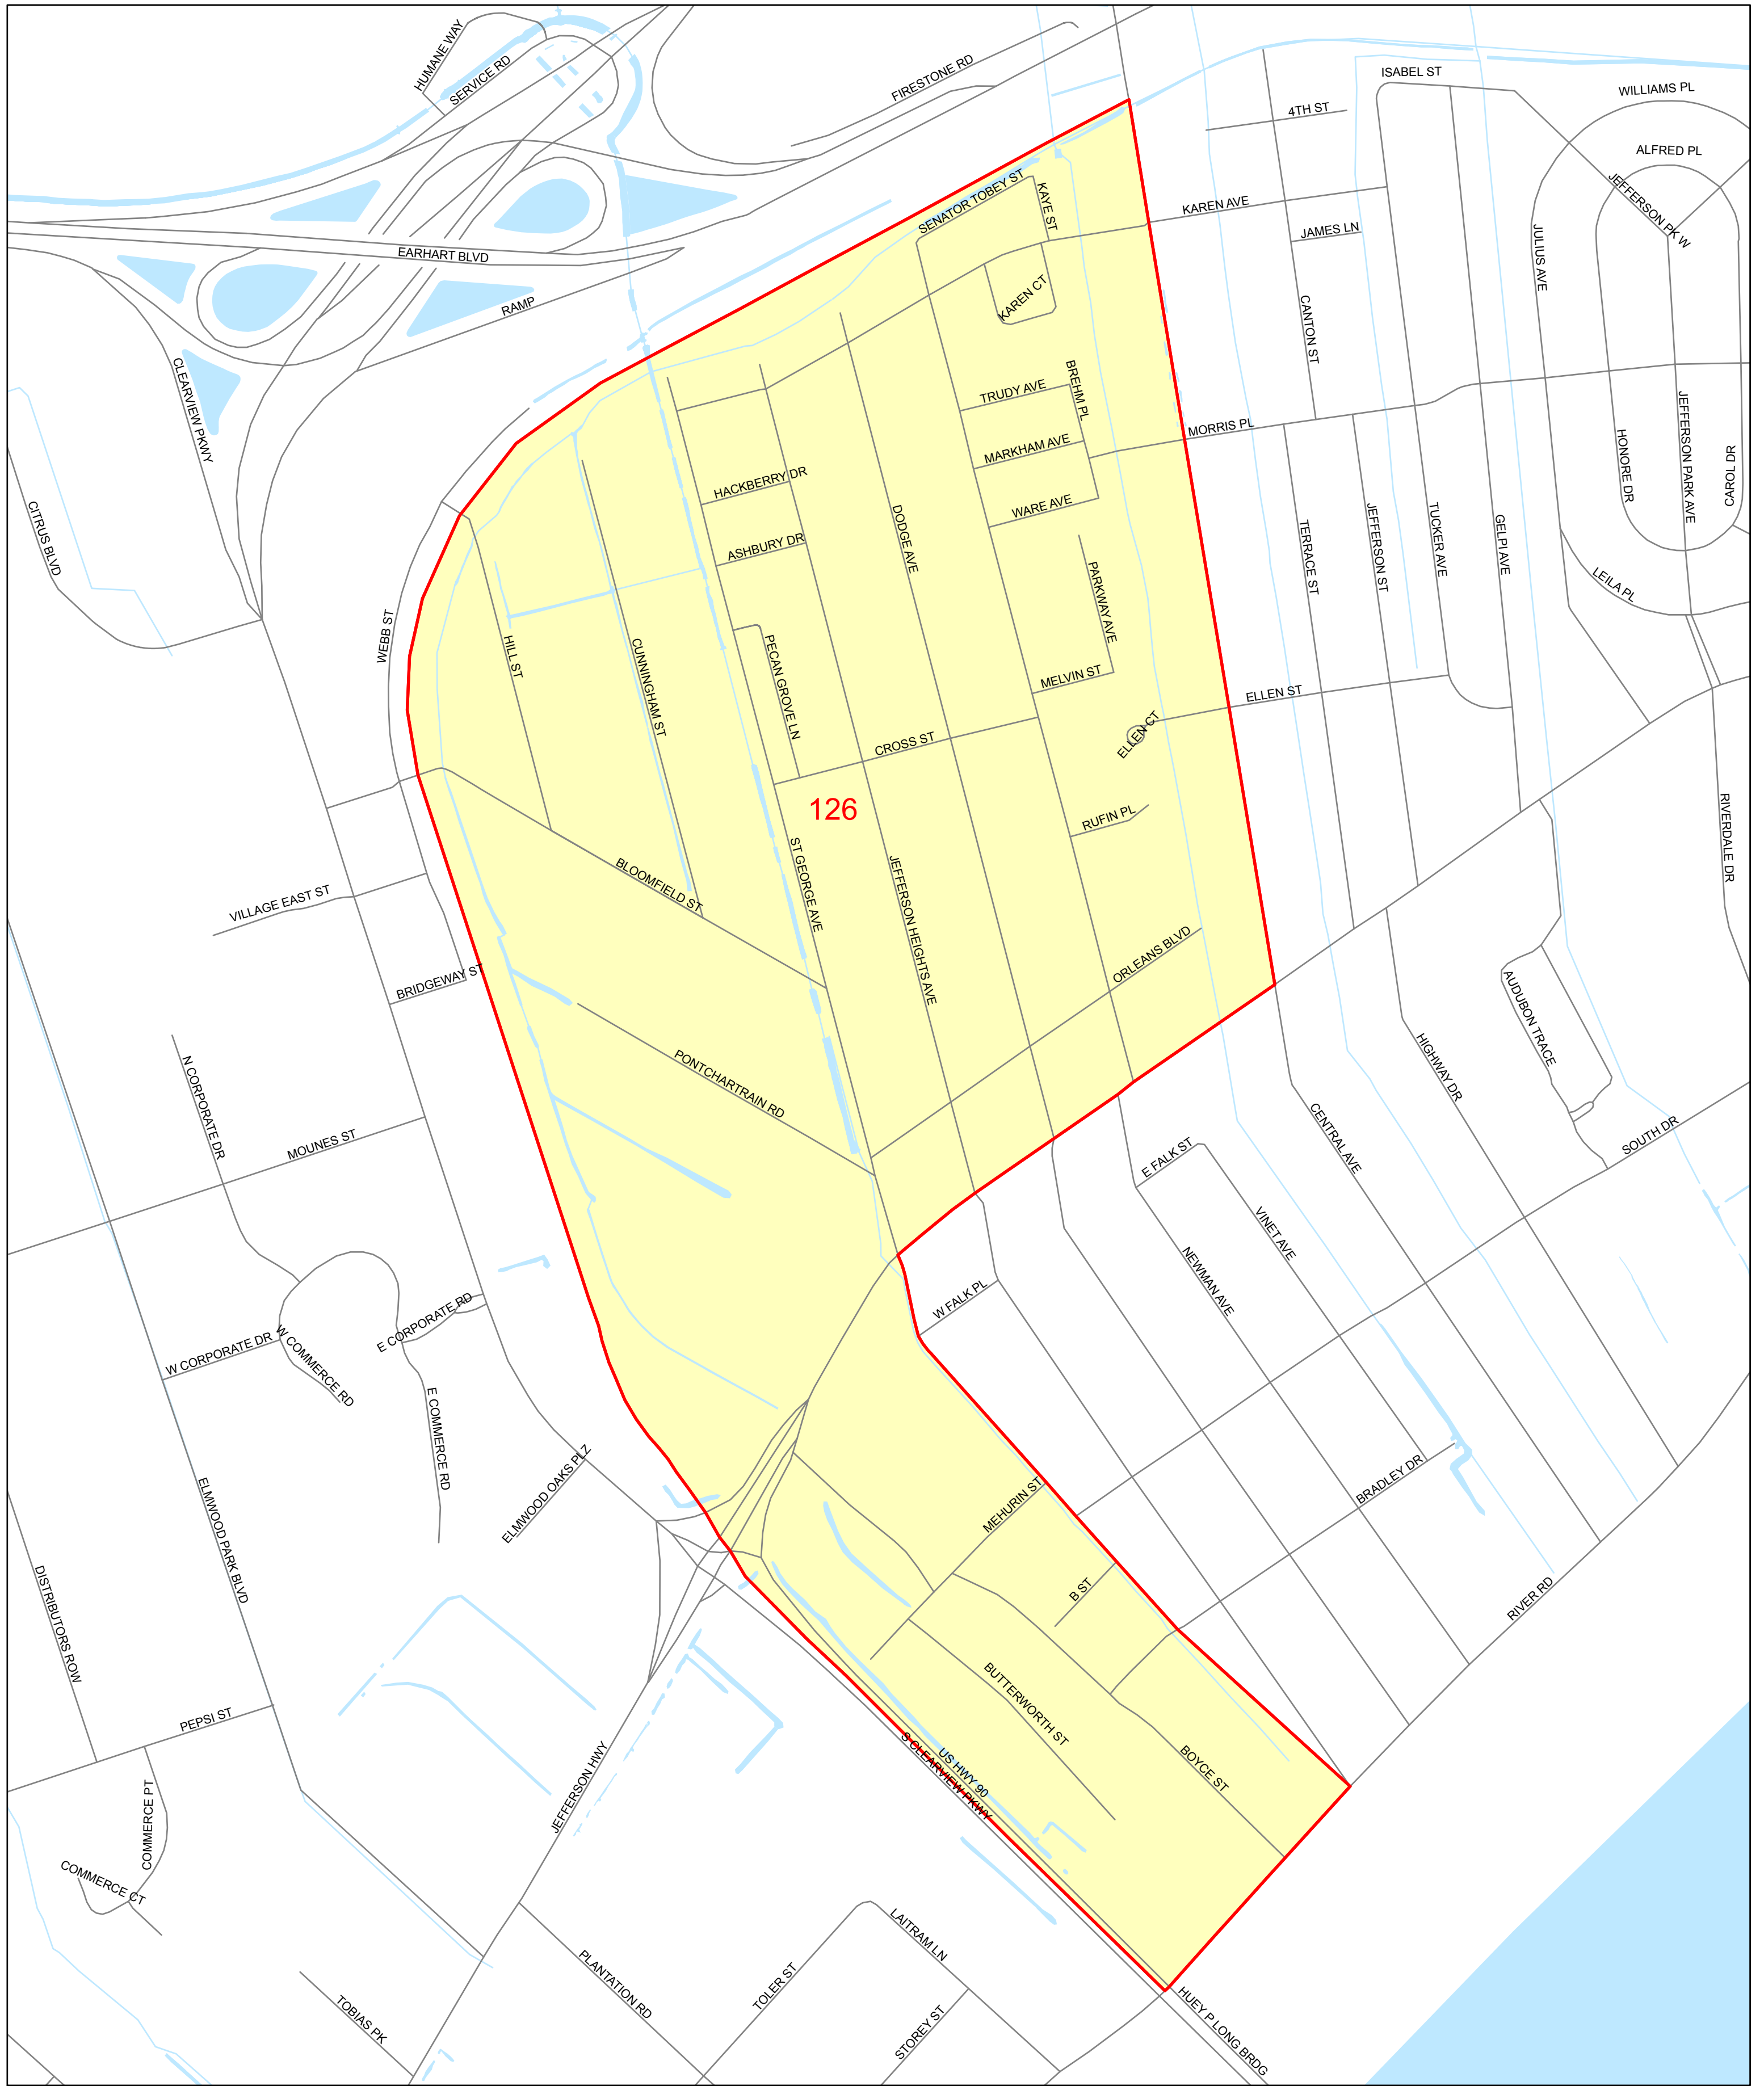 HUMANE WAY
SERVICE RD
FIRESTONE RD
ISABEL ST
WILLIAMS PL
4TH ST
ALFRED PL
JEFFERSON PK W
SENATOR TOBEY ST
KAYE ST
KAREN AVE
JAMES LN
JULIUS AVE
EARHART BLVD
RAMP
KAREN CT
CANTON ST
CLEARVIEW PKWY
TRUDY AVE
BREHM PL
MORRIS PL
MARKHAM AVE
HONORE DR
JEFFERSON PARK AVE
CAROL DR
HACKBERRY DR
WARE AVE
CITRUS BLVD
DODGE AVE
ASHBURY DR
TERRACE ST
JEFFERSON ST
TUCKER AVE
GELPI AVE
LEILA PL
PARKWAY AVE
WEBB ST
HILL ST
CUNNINGHAM ST
PECAN GROVE LN
MELVIN ST
ELLEN ST
CROSS ST
ELLEN CT
126
RUFIN PL
RIVERDALE DR
ST GEORGE AVE
BLOOMFIELD ST
JEFFERSON HEIGHTS AVE
VILLAGE EAST ST
ORLEANS BLVD
BRIDGEWAY ST
AUDUBON TRACE
N CORPORATE DR
PONTCHARTRAIN RD
HIGHWAY DR
MOUNES ST
CENTRAL AVE
SOUTH DR
E FALK ST
VINET AVE
NEWMAN AVE
W FALK PL
E CORPORATE RD
W CORPORATE DR
W COMMERCE RD
E COMMERCE RD
ELMWOOD OAKS PLZ
MEHURIN ST
BRADLEY DR
ELMWOOD PARK BLVD
DISTRIBUTORS ROW
B ST
RIVER RD
BUTTERWORTH ST
PEPSI ST
BOYCE ST
US HWY 90
S CLEARVIEW PKWY
JEFFERSON HWY
COMMERCE PT
COMMERCE CT
LAITRAM LN
PLANTATION RD
TOLER ST
STOREY ST
TOBIAS PK
HUEY P LONG BRDG